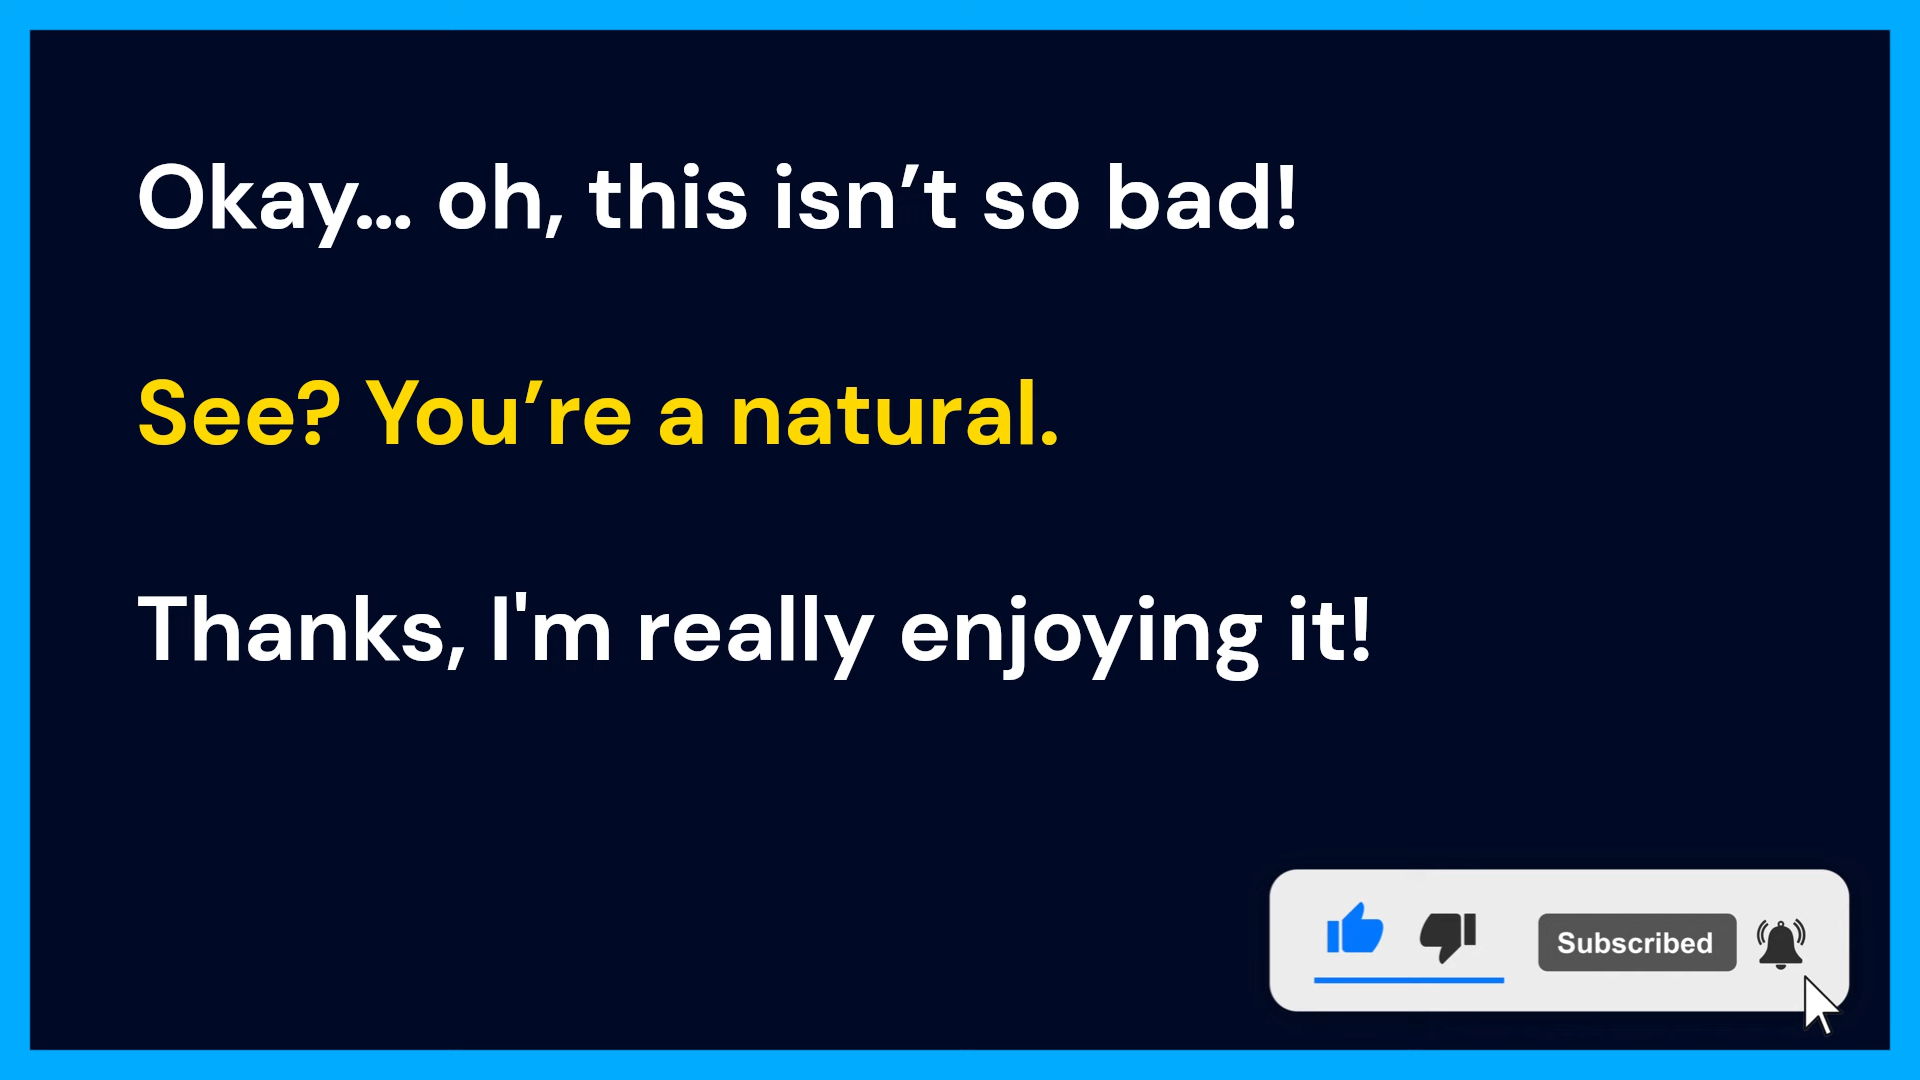 Okay... oh, this isn’t so bad!
See? You’re a natural.
Thanks, I'm really enjoying it!
Subscribed